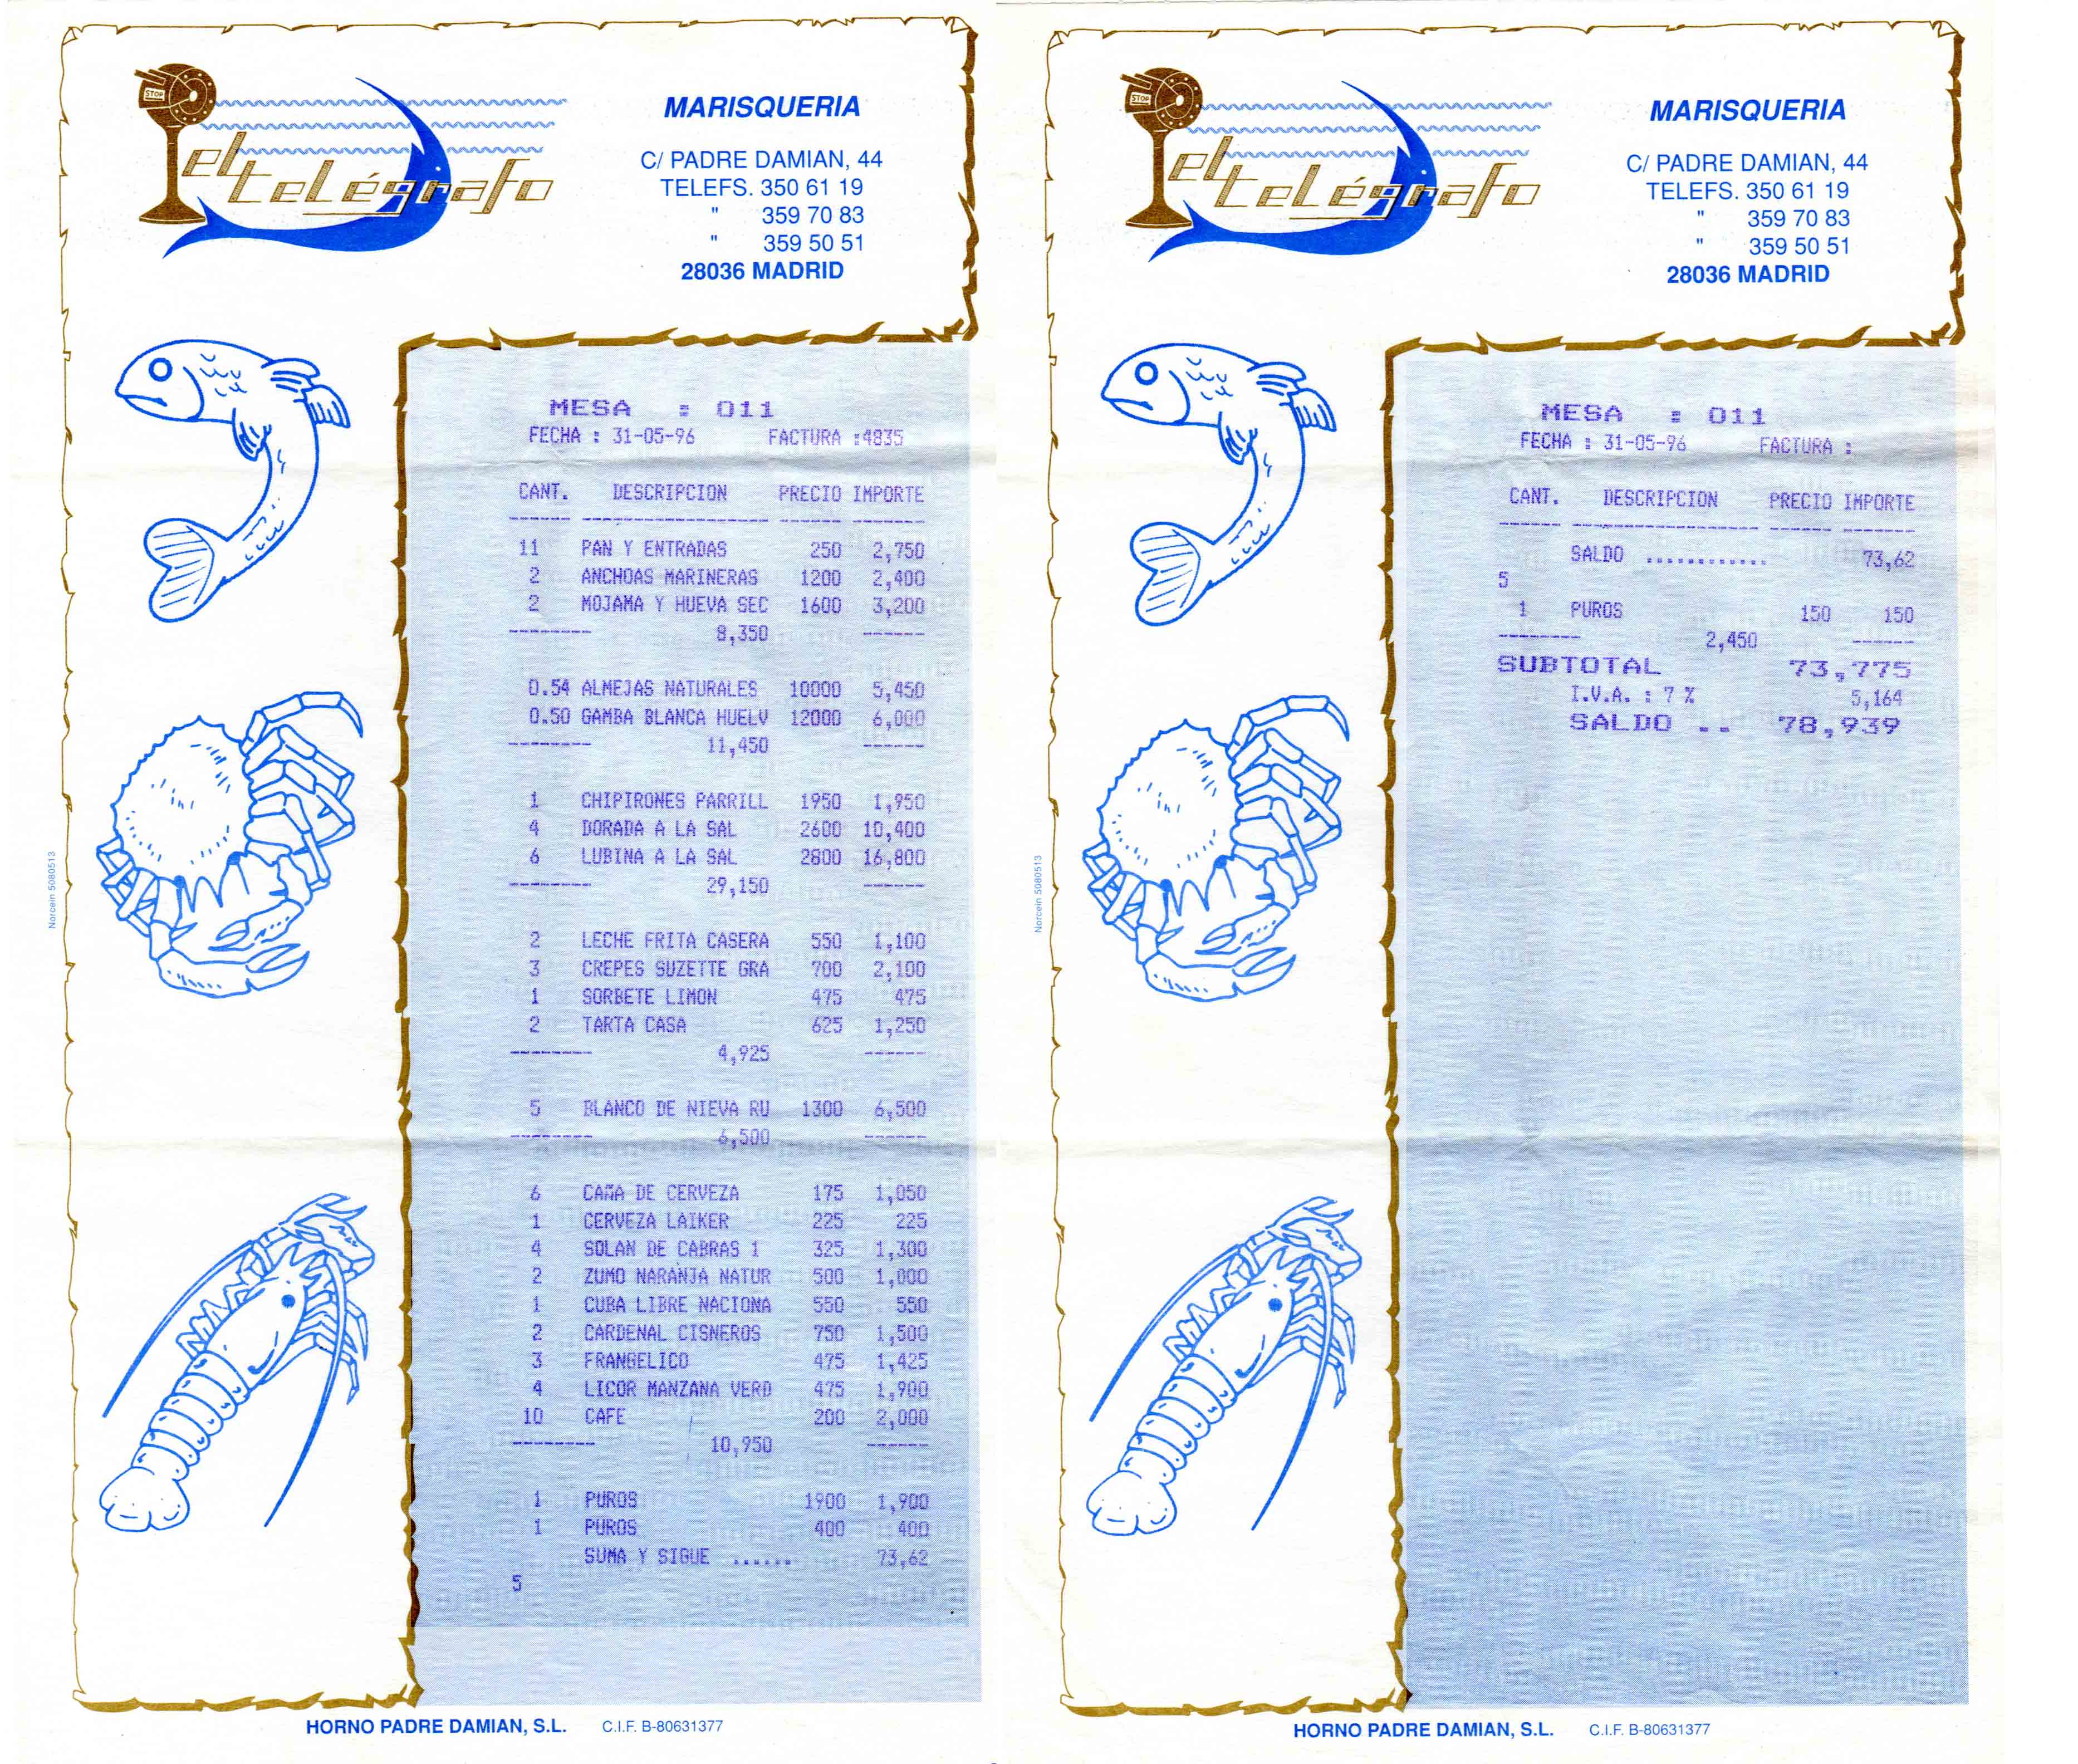 STOP
el telégrafo
MARISQUERIA
C/ PADRE DAMIAN, 44
TELEFS. 350 61 19
" 359 70 83
" 359 50 51
28036 MADRID
MESA : 011
FECHA : 31-05-96 FACTURA :4835
CANT. DESCRIPCION PRECIO IMPORTE
11 PAN Y ENTRADAS 250 2,750
2 ANCHOAS MARINERAS 1200 2,400
2 MOJAMA Y HUEVA SEC 1600 3,200
8,350
0.54 ALMEJAS NATURALES 10000 5,450
0.50 GAMBA BLANCA HUELV 12000 6,000
11,450
1 CHIPIRONES PARRILL 1950 1,950
4 DORADA A LA SAL 2600 10,400
6 LUBINA A LA SAL 2800 16,800
29,150
2 LECHE FRITA CASERA 550 1,100
3 CREPES SUZETTE GRA 700 2,100
1 SORBETE LIMON 475 475
2 TARTA CASA 625 1,250
4,925
5 BLANCO DE NIEVA RU 1300 6,500
6,500
6 CAÑA DE CERVEZA 175 1,050
1 CERVEZA LAIKER 225 225
4 SOLAN DE CABRAS 1 325 1,300
2 ZUMO NARANJA NATUR 500 1,000
1 CUBA LIBRE NACIONA 550 550
2 CARDENAL CISNEROS 750 1,500
3 FRANGELICO 475 1,425
4 LICOR MANZANA VERD 475 1,900
10 CAFE 200 2,000
10,950
1 PUROS 1900 1,900
1 PUROS 400 400
SUMA Y SIGUE ...... 73,62
5
Norcein 5080513
HORNO PADRE DAMIAN, S.L. C.I.F. B-80631377
STOP
el telégrafo
MARISQUERIA
C/ PADRE DAMIAN, 44
TELEFS. 350 61 19
" 359 70 83
" 359 50 51
28036 MADRID
MESA : 011
FECHA : 31-05-96 FACTURA :
CANT. DESCRIPCION PRECIO IMPORTE
SALDO ............ 73,62
5
1 PUROS 150 150
2,450
SUBTOTAL 73,775
I.V.A. : 7 % 5,164
SALDO .. 78,939
Norcein 5080513
HORNO PADRE DAMIAN, S.L. C.I.F. B-80631377